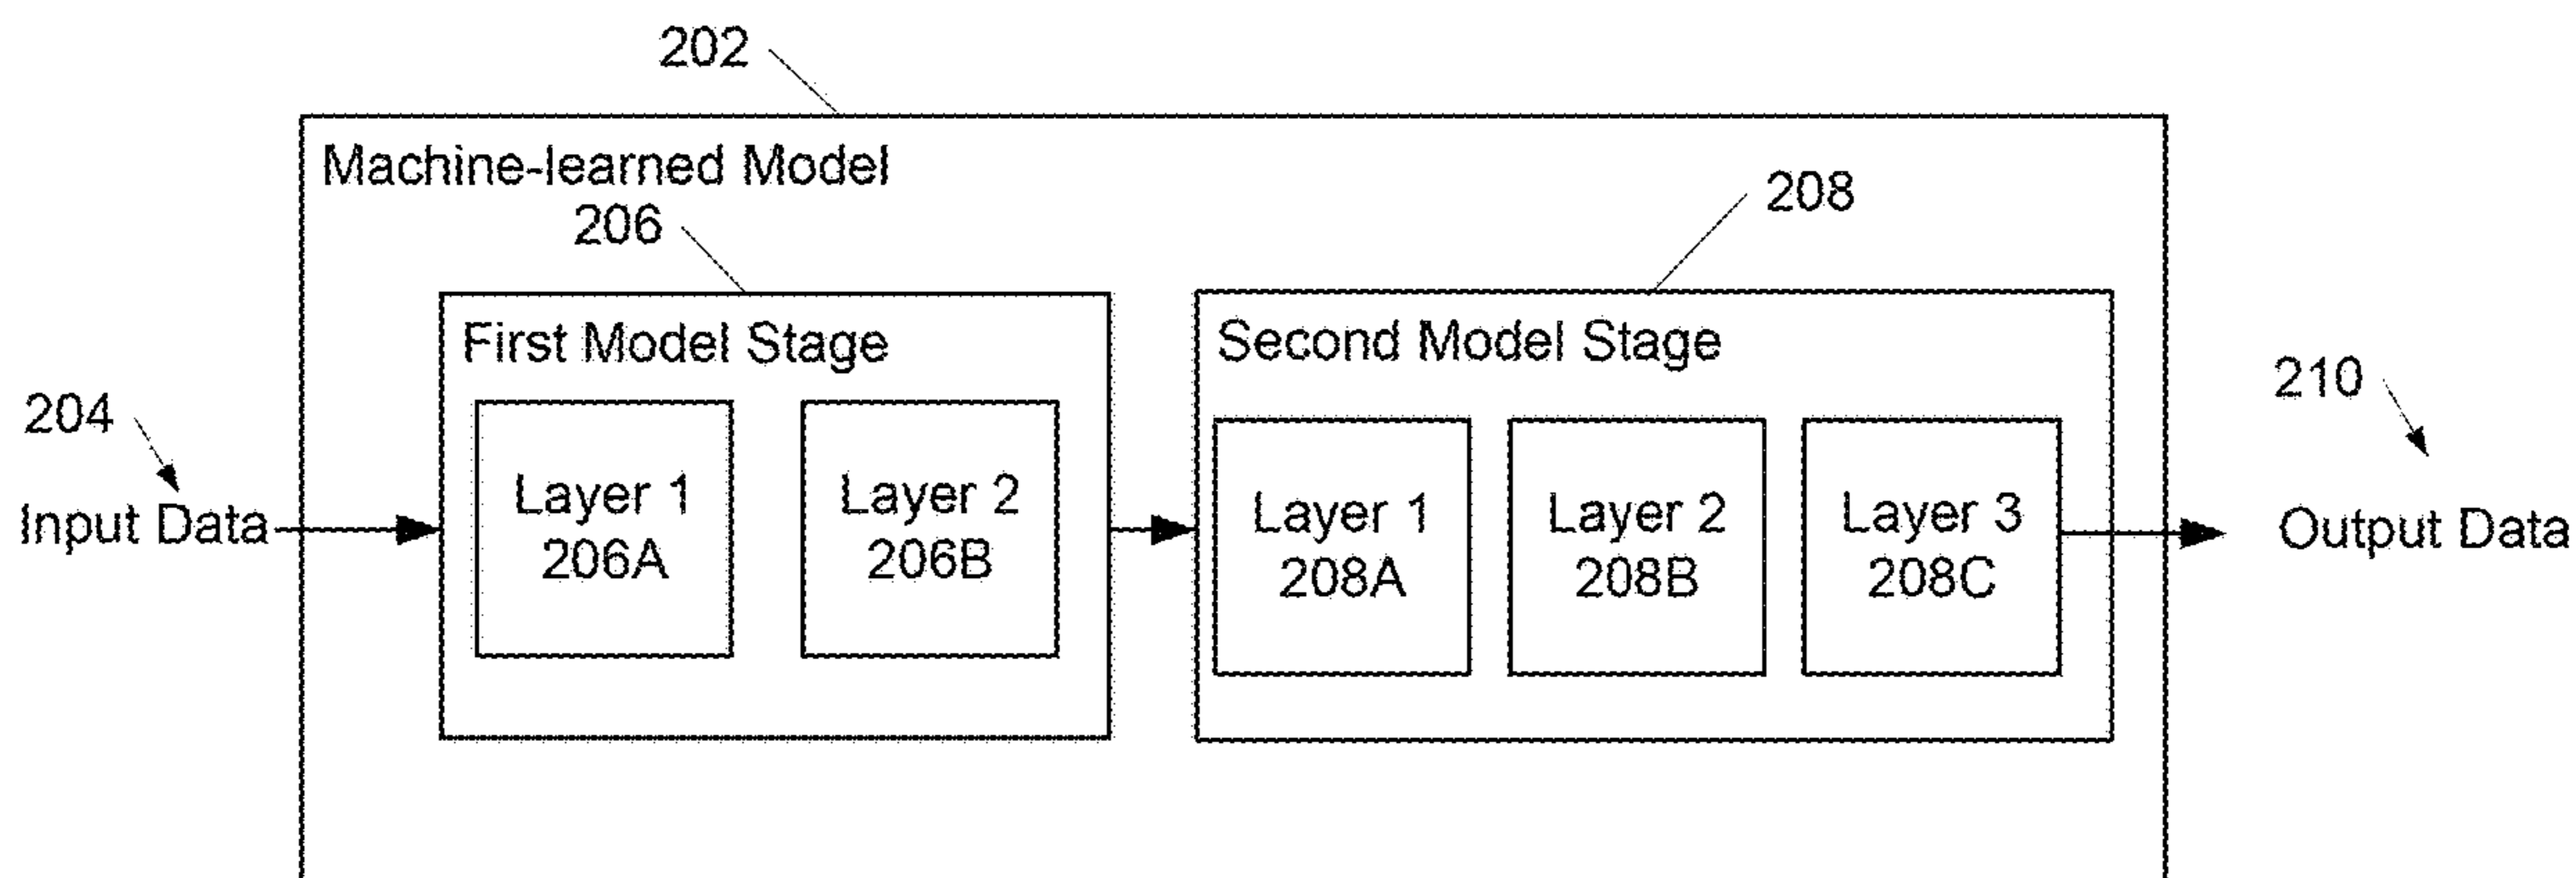 202
Machine-learned Model
206
208
First Model Stage
Second Model Stage
204
210
Input Data
Layer 1
206A
Layer 2
206B
Layer 1
208A
Layer 2
208B
Layer 3
208C
Output Data